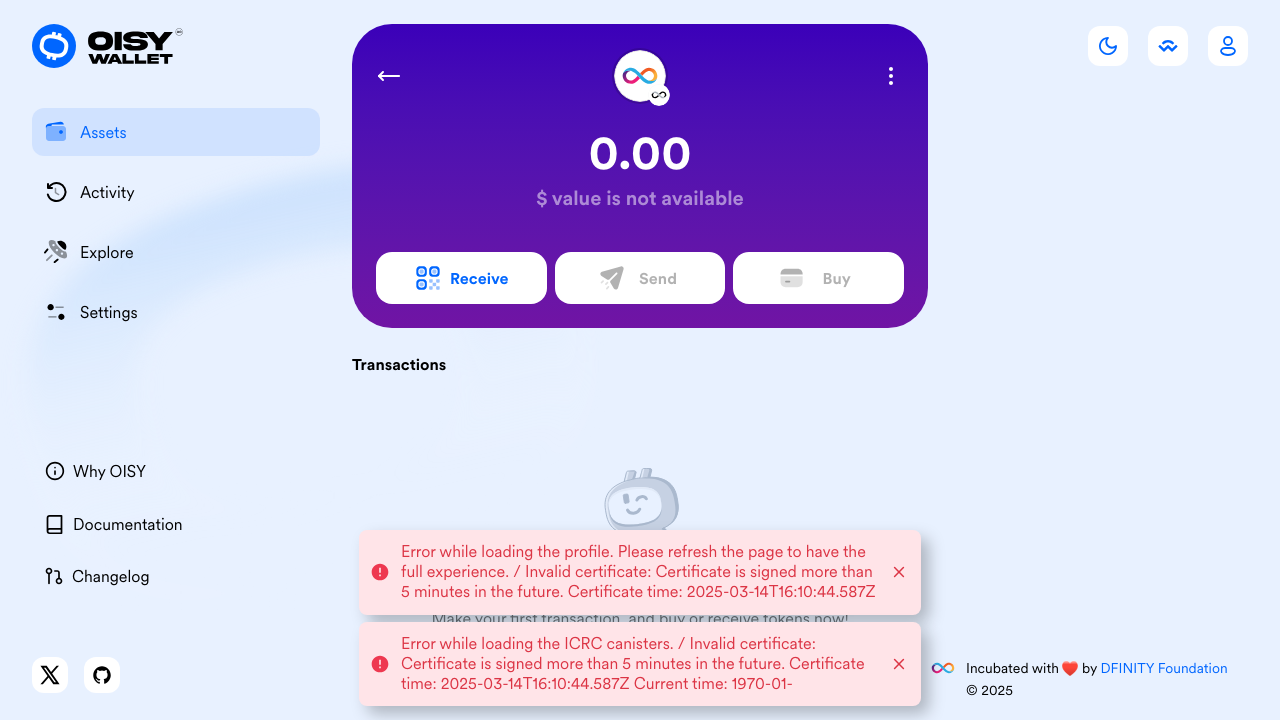 OISY
WALLET
Assets
Activity
Explore
Settings
Why OISY
Documentation
Changelog
0.00
$ value is not available
Receive
Send
Buy
Transactions
Error while loading the profile. Please refresh the page to have the
full experience. / Invalid certificate: Certificate is signed more than
5 minutes in the future. Certificate time: 2025-03-14T16:10:44.587Z
Make your first transaction, and buy or receive tokens now!
Error while loading the ICRC canisters. / Invalid certificate:
Certificate is signed more than 5 minutes in the future. Certificate
time: 2025-03-14T16:10:44.587Z Current time: 1970-01-
Incubated with ❤️ by DFINITY Foundation
© 2025